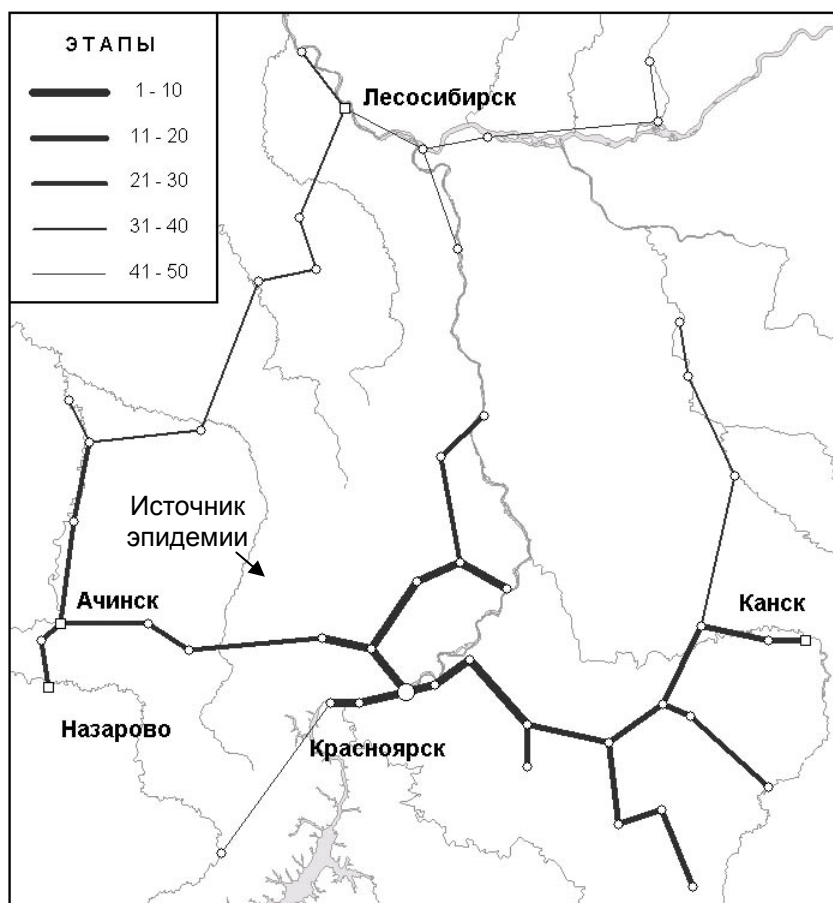 ЭТАПЫ
1 - 10
11 - 20
21 - 30
31 - 40
41 - 50
Лесосибирск
Источник
эпидемии
Ачинск
Канск
Назарово
Красноярск